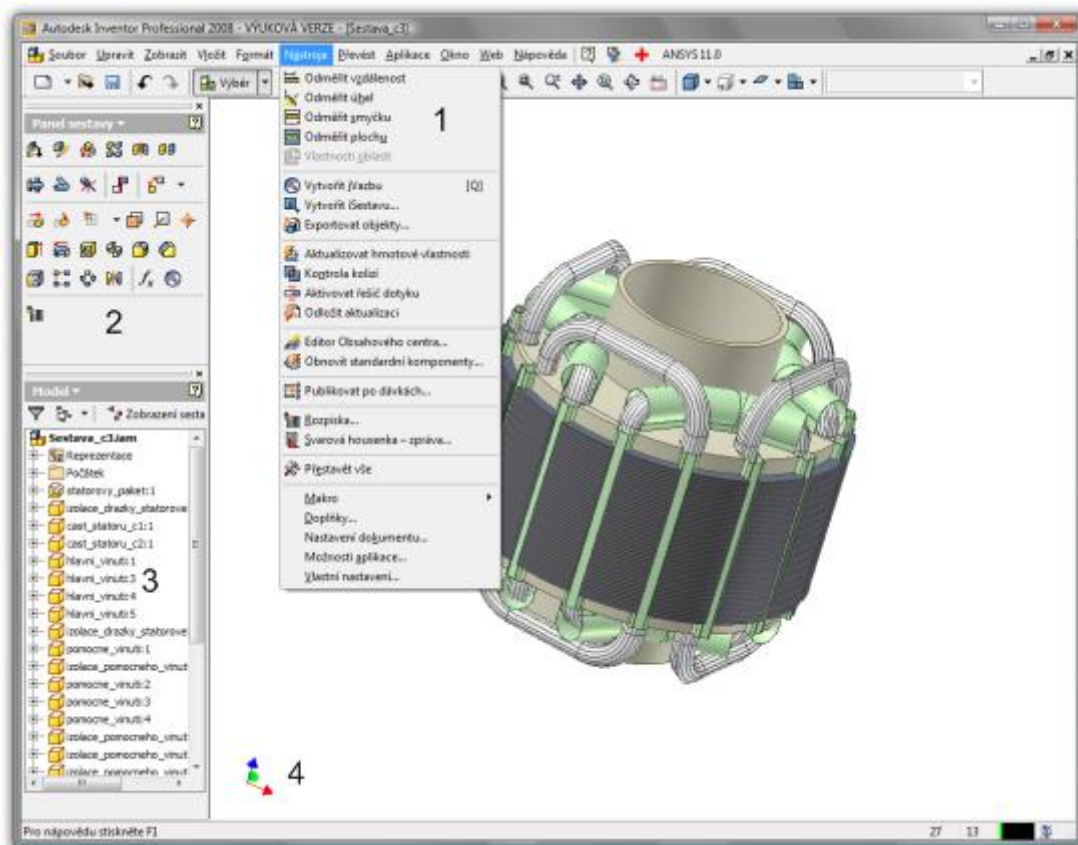 Autodesk Inventor Professional 2008 - VÝUKOVÁ VERZE - [Sestava_c3]
Soubor Upravit Zobrazit Vložit Formát Nástroje Převést Aplikace Okno Web Nápověda ANSYS 11.0
Výběr
Odměřit vzdálenost
Odměřit úhel
Odměřit smyčku
Odměřit plochu
Vlastnosti oblasti
1
Vytvořit iVazbu [Q]
Vytvořit iSestavu...
Exportovat objekty...
Aktualizovat hmotové vlastnosti
Kontrola kolizí
Aktivovat řešič dotyku
Odložit aktualizaci
Editor Obsahového centra...
Obnovit standardní komponenty...
Publikovat po dávkách...
Rozpiska...
Svarová housenka – zpráva...
Přestavět vše
Makro
Doplňky...
Nastavení dokumentu...
Možnosti aplikace...
Vlastní nastavení...
Panel sestavy
2
Model
Zobrazení sesta
Sestava_c3.iam
Reprezentace
Počátek
statorovy_paket:1
izolace_drazky_statorove
cast_statoru_c1:1
cast_statoru_c2:1
hlavni_vinuti:1
hlavni_vinuti:3
3
hlavni_vinuti:4
hlavni_vinuti:5
izolace_drazky_statorove
pomocne_vinuti:1
izolace_pomocneho_vinut
pomocne_vinuti:2
pomocne_vinuti:3
pomocne_vinuti:4
izolace_pomocneho_vinut
izolace_pomocneho_vinut
izolace_pomocneho_vinut
4
Pro nápovědu stiskněte F1
27 13